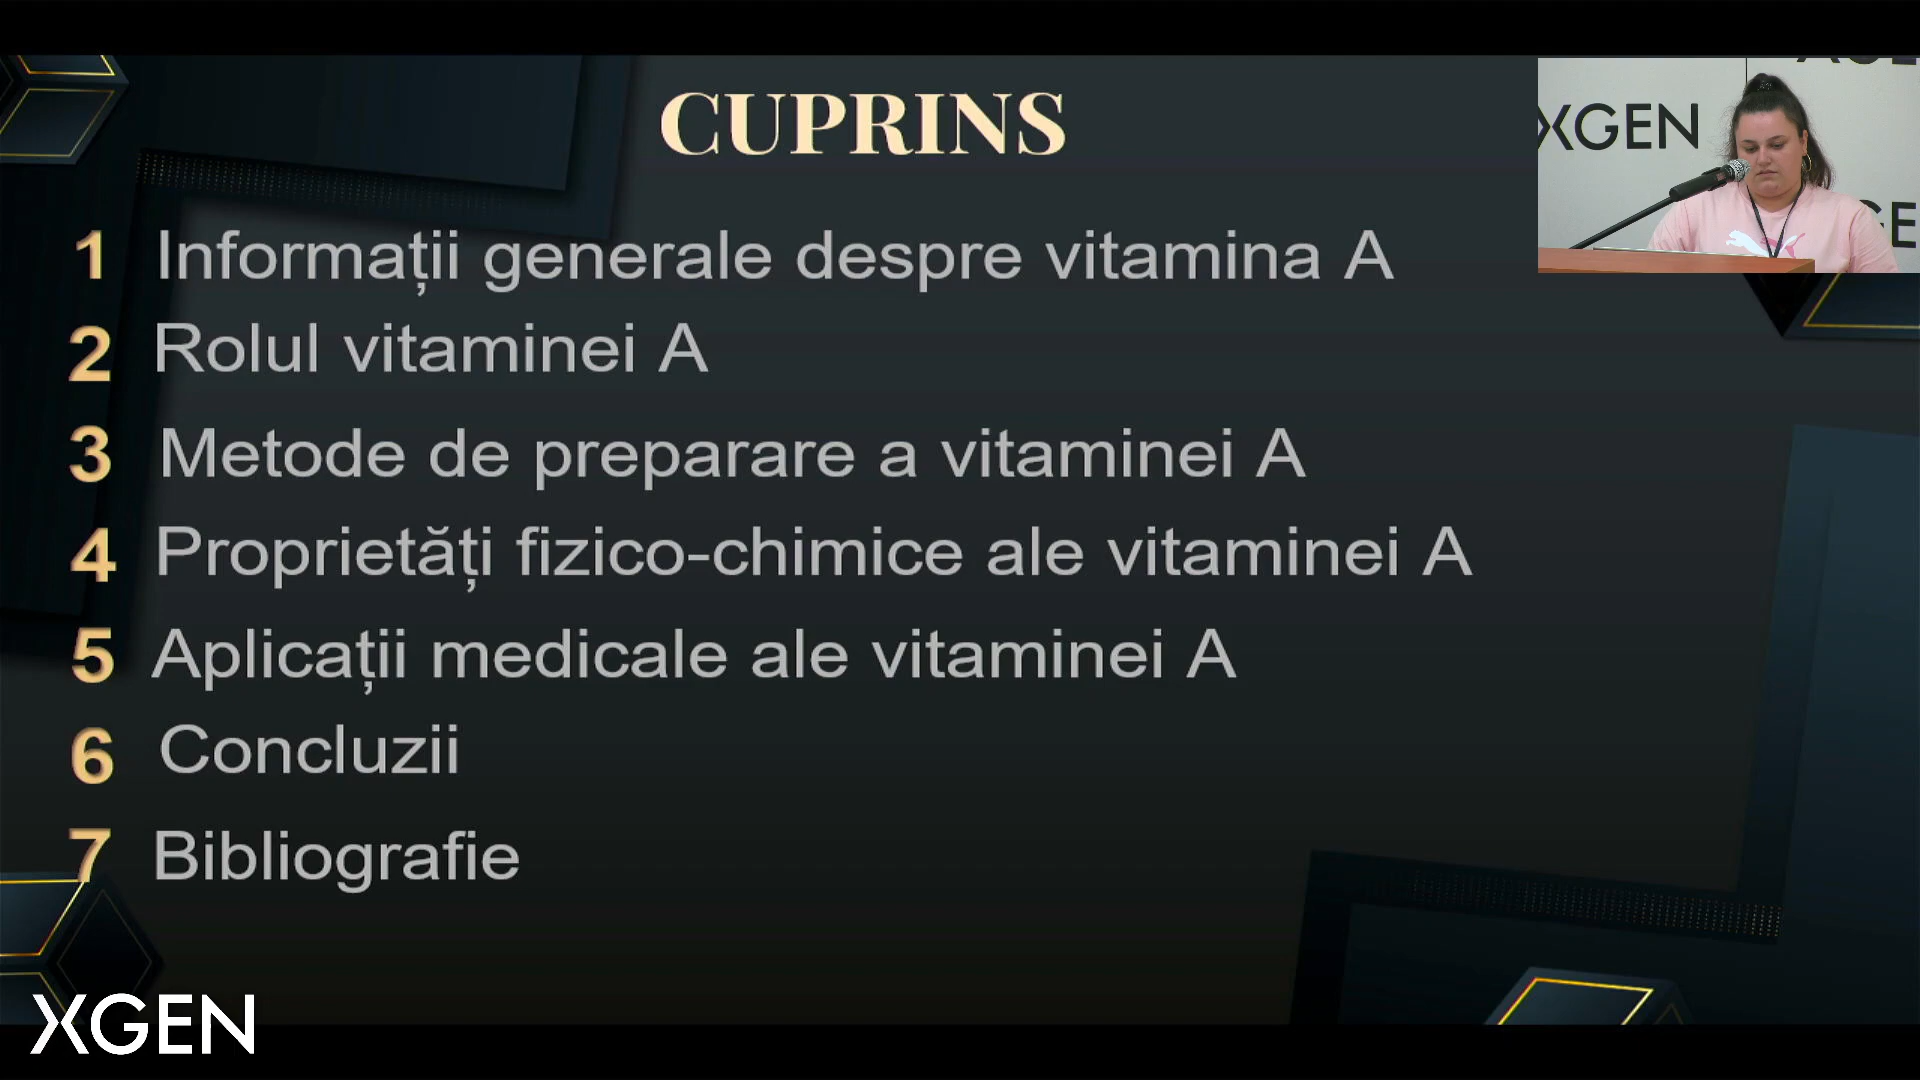 CUPRINS
XGEN
1 Informații generale despre vitamina A
2 Rolul vitaminei A
3 Metode de preparare a vitaminei A
4 Proprietăți fizico-chimice ale vitaminei A
5 Aplicații medicale ale vitaminei A
6 Concluzii
7 Bibliografie
XGEN